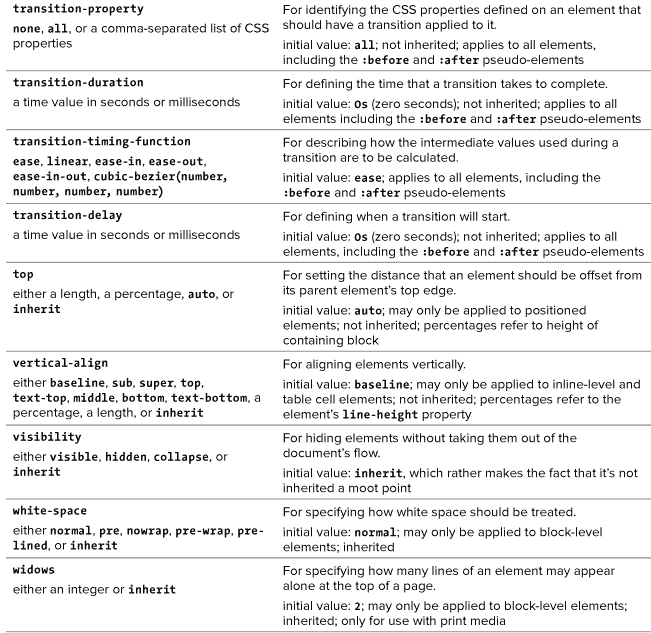 transition-property
none, all, or a comma-separated list of CSS
properties
For identifying the CSS properties defined on an element that
should have a transition applied to it.
initial value: all; not inherited; applies to all elements,
including the :before and :after pseudo-elements
transition-duration
a time value in seconds or milliseconds
For defining the time that a transition takes to complete.
initial value: 0s (zero seconds); not inherited; applies to all
elements including the :before and :after pseudo-elements
transition-timing-function
ease, linear, ease-in, ease-out,
ease-in-out, cubic-bezier(number,
number, number, number)
For describing how the intermediate values used during a
transition are to be calculated.
initial value: ease; applies to all elements, including the
:before and :after pseudo-elements
transition-delay
a time value in seconds or milliseconds
For defining when a transition will start.
initial value: 0s (zero seconds); not inherited; applies to all
elements, including the :before and :after pseudo-elements
top
either a length, a percentage, auto, or
inherit
For setting the distance that an element should be offset from
its parent element's top edge.
initial value: auto; may only be applied to positioned
elements; not inherited; percentages refer to height of
containing block
vertical-align
either baseline, sub, super, top,
text-top, middle, bottom, text-bottom, a
percentage, a length, or inherit
For aligning elements vertically.
initial value: baseline; may only be applied to inline-level and
table cell elements; not inherited; percentages refer to the
element's line-height property
visibility
either visible, hidden, collapse, or
inherit
For hiding elements without taking them out of the
document's flow.
initial value: inherit, which rather makes the fact that it's not
inherited a moot point
white-space
either normal, pre, nowrap, pre-wrap, pre-
lined, or inherit
For specifying how white space should be treated.
initial value: normal; may only be applied to block-level
elements; inherited
widows
either an integer or inherit
For specifying how many lines of an element may appear
alone at the top of a page.
initial value: 2; may only be applied to block-level elements;
inherited; only for use with print media